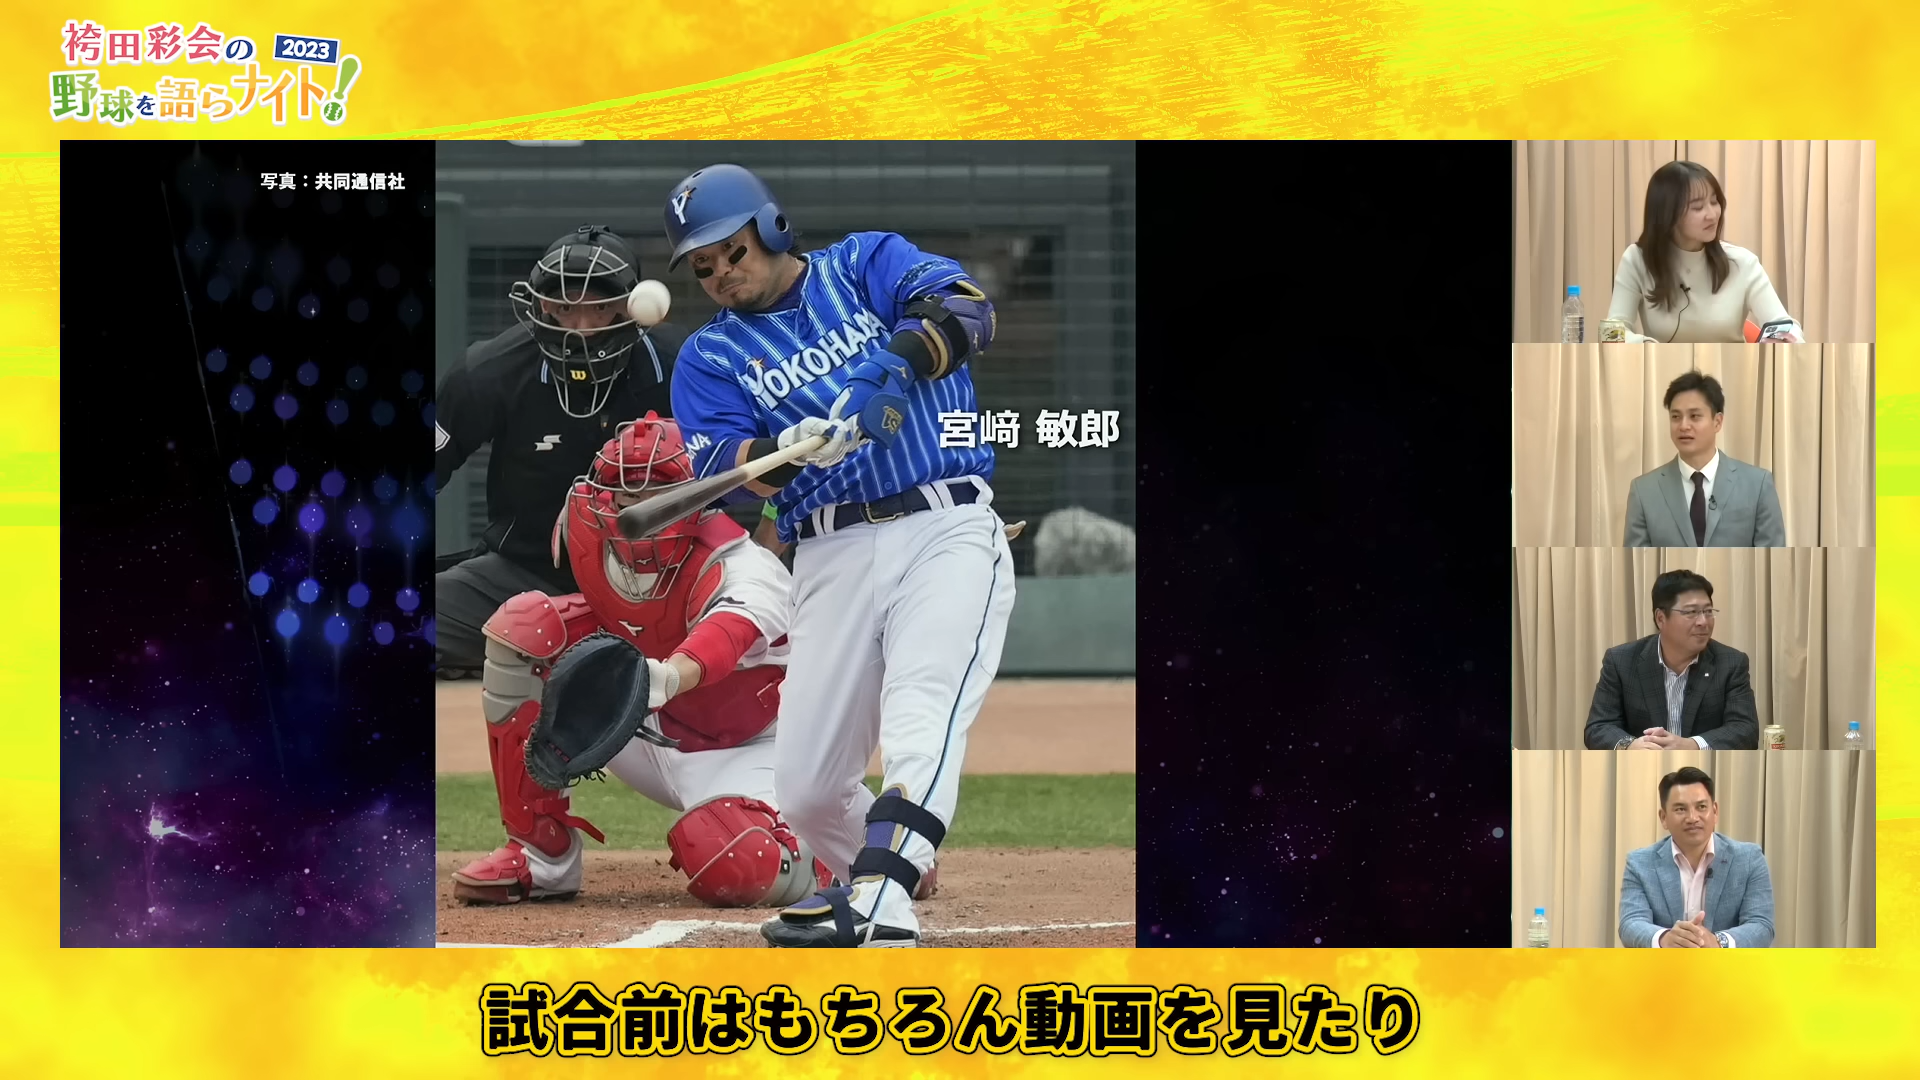 袴田彩会の 2023
野球を語らナイト!
写真：共同通信社
YOKOHAMA
宮﨑 敏郎
試合前はもちろん動画を見たり